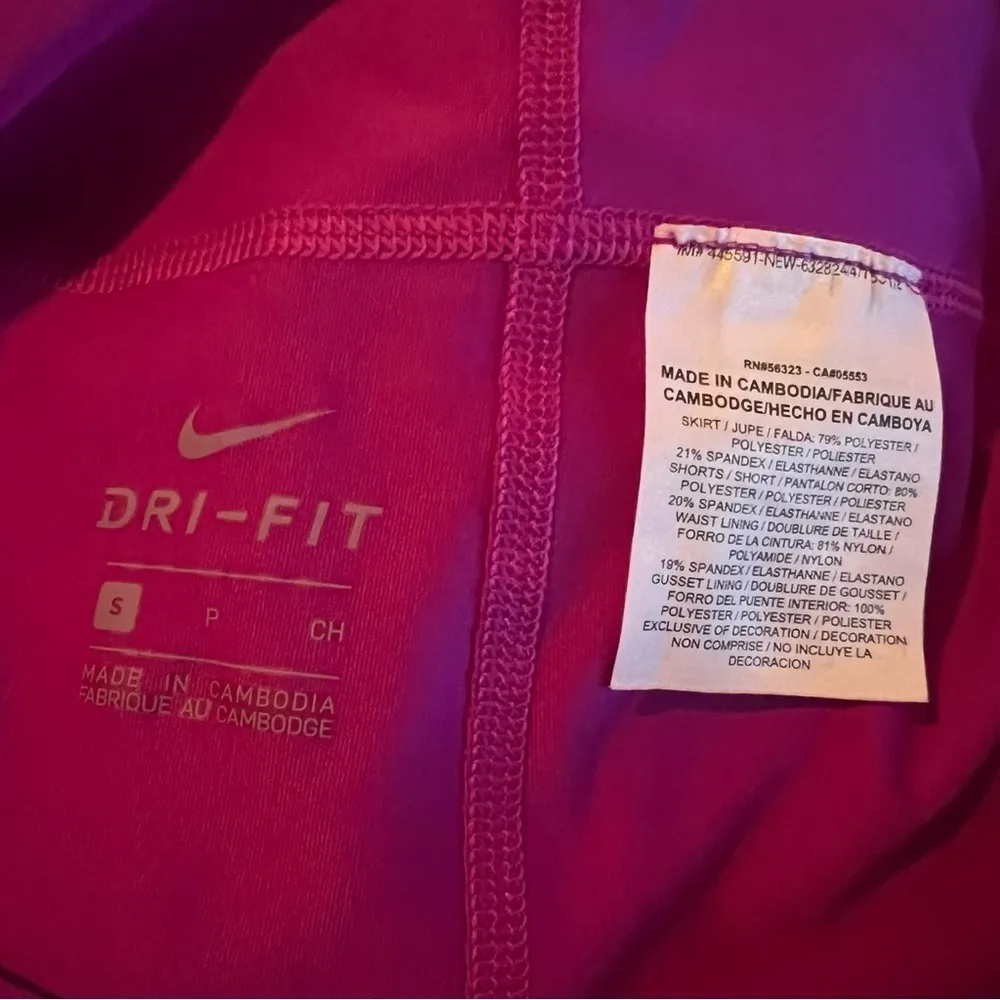 DRI-FIT
S P CH
MADE IN CAMBODIA
FABRIQUE AU CAMBODGE
445591-NEW-6328244
RN#56323 - CA#05553
MADE IN CAMBODIA/FABRIQUE AU
CAMBODGE/HECHO EN CAMBOYA
SKIRT / JUPE / FALDA: 79% POLYESTER /
POLYESTER / POLIESTER
21% SPANDEX / ELASTHANNE / ELASTANO
SHORTS / SHORT / PANTALON CORTO: 80%
POLYESTER / POLYESTER / POLIESTER
20% SPANDEX / ELASTHANNE / ELASTANO
WAIST LINING / DOUBLURE DE TAILLE /
FORRO DE LA CINTURA: 81% NYLON /
POLYAMIDE / NYLON
19% SPANDEX / ELASTHANNE / ELASTANO
GUSSET LINING / DOUBLURE DE GOUSSET /
FORRO DEL PUENTE INTERIOR: 100%
POLYESTER / POLYESTER / POLIESTER
EXCLUSIVE OF DECORATION / DECORATION
NON COMPRISE / NO INCLUYE LA
DECORACION